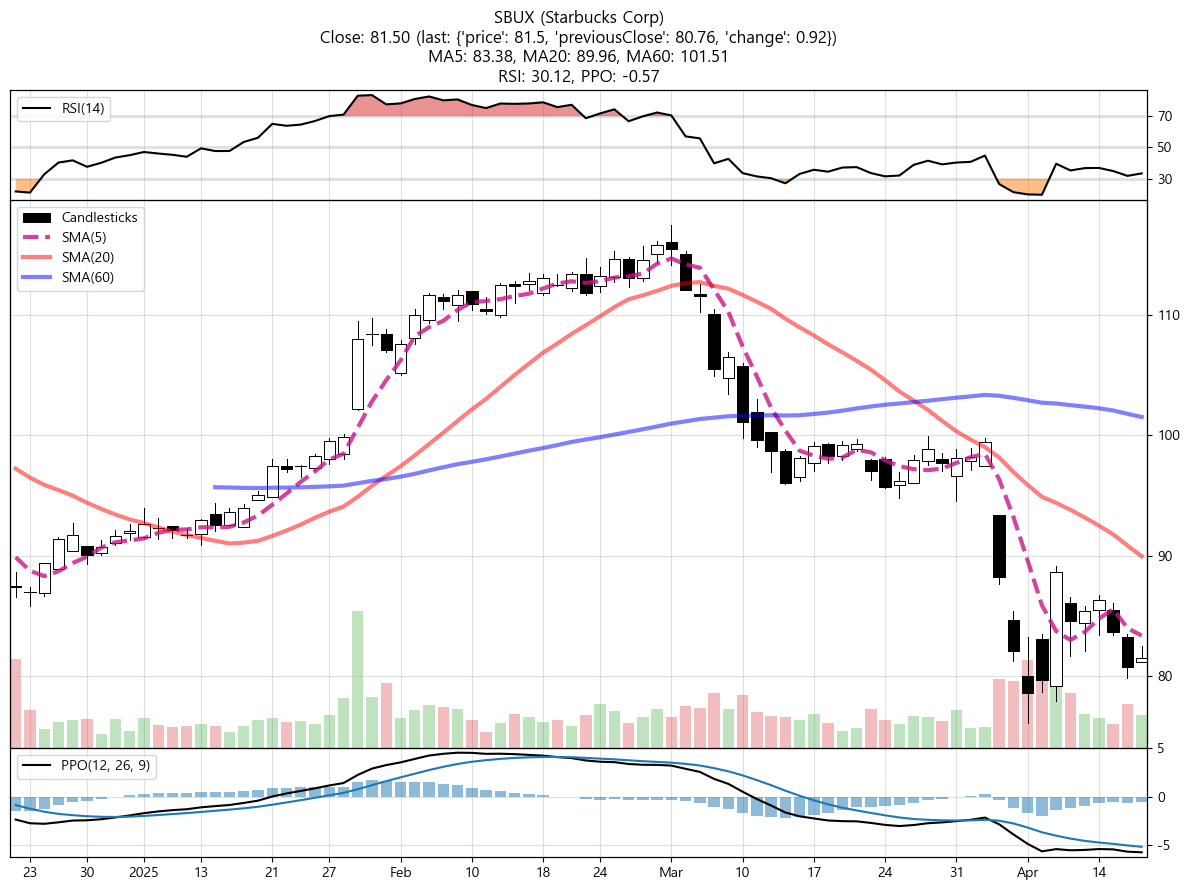 SBUX (Starbucks Corp)
Close: 81.50 (last: {'price': 81.5, 'previousClose': 80.76, 'change': 0.92})
MA5: 83.38, MA20: 89.96, MA60: 101.51
RSI: 30.12, PPO: -0.57
RSI(14)
70
50
30
Candlesticks
SMA(5)
SMA(20)
SMA(60)
110
100
90
80
PPO(12, 26, 9)
5
0
-5
23 30 2025 13 21 27 Feb 10 18 24 Mar 10 17 24 31 Apr 14